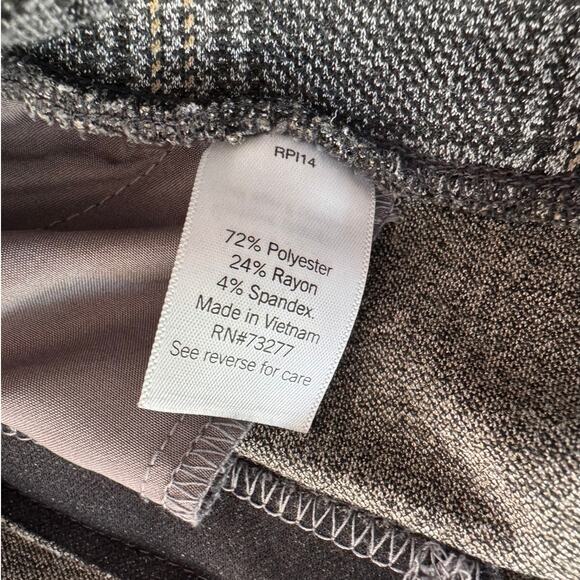 RPI14
72% Polyester
24% Rayon
4% Spandex.
Made in Vietnam
RN#73277
See reverse for care